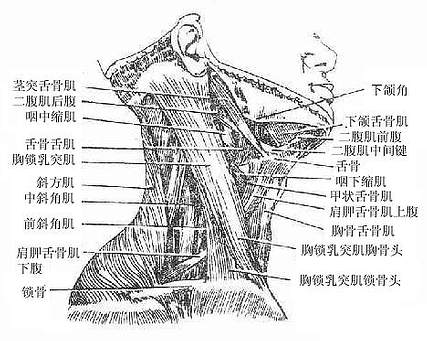 茎突舌骨肌
二腹肌后腹
咽中缩肌
舌骨舌肌
胸锁乳突肌
斜方肌
中斜角肌
前斜角肌
肩胛舌骨肌
下腹
锁骨
下颌角
下颌舌骨肌
二腹肌前腹
二腹肌中间键
舌骨
咽下缩肌
甲状舌骨肌
肩胛舌骨肌上腹
胸骨舌骨肌
胸锁乳突肌胸骨头
胸锁乳突肌锁骨头